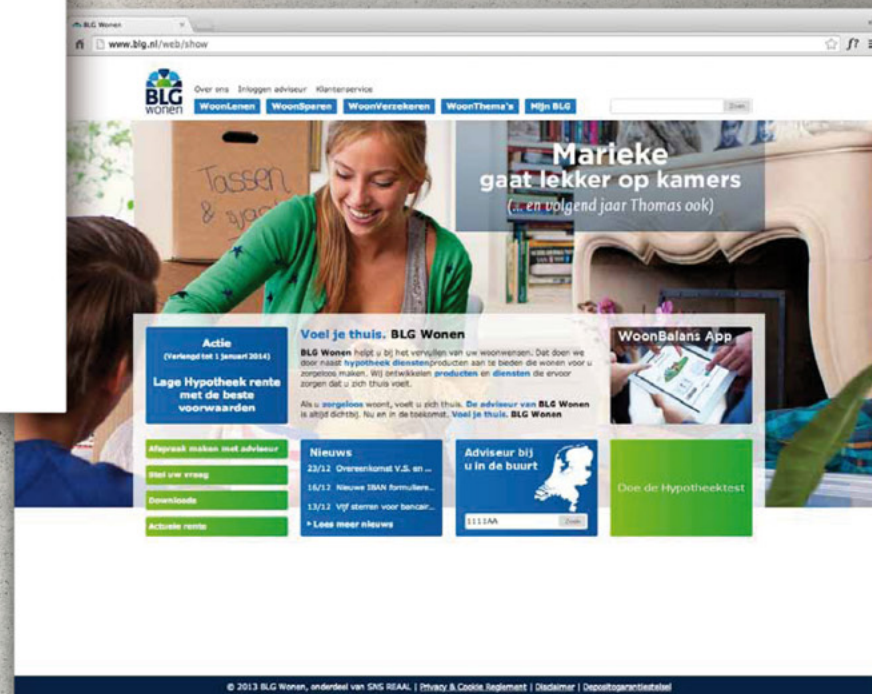 BLG Wonen
www.blg.nl/web/show
BLG
wonen
Over ons Inloggen adviseur Klantenservice
WoonLenen WoonSparen WoonVerzekeren WoonThema's Mijn BLG
Zoek
Tassen
Marieke
gaat lekker op kamers
(... en volgend jaar Thomas ook)
Actie
(Verlengd tot 1 januari 2014)
Lage Hypotheek rente
met de beste
voorwaarden
Voel je thuis. BLG Wonen
BLG Wonen helpt u bij het vervullen van uw woonwensen. Dat doen we
door naast hypotheek dienstenproducten aan te bieden die wonen voor u
zorgeloos maken. Wij ontwikkelen producten en diensten die ervoor
zorgen dat u zich thuis voelt.
Als u zorgeloos woont, voelt u zich thuis. De adviseur van BLG Wonen
is altijd dichtbij. Nu en in de toekomst. Voel je thuis. BLG Wonen
WoonBalans App
Afspraak maken met adviseur
Stel uw vraag
Downloads
Actuele rente
Nieuws
23/12 Overeenkomst V.S. en ...
16/12 Nieuwe IBAN formuliere...
13/12 Vijf sterren voor bancair...
Lees meer nieuws
Adviseur bij
u in de buurt
1111AA
Zoek
Doe de Hypotheektest
© 2013 BLG Wonen, onderdeel van SNS REAAL | Privacy & Cookie Reglement | Disclaimer | Depositogarantiestelsel